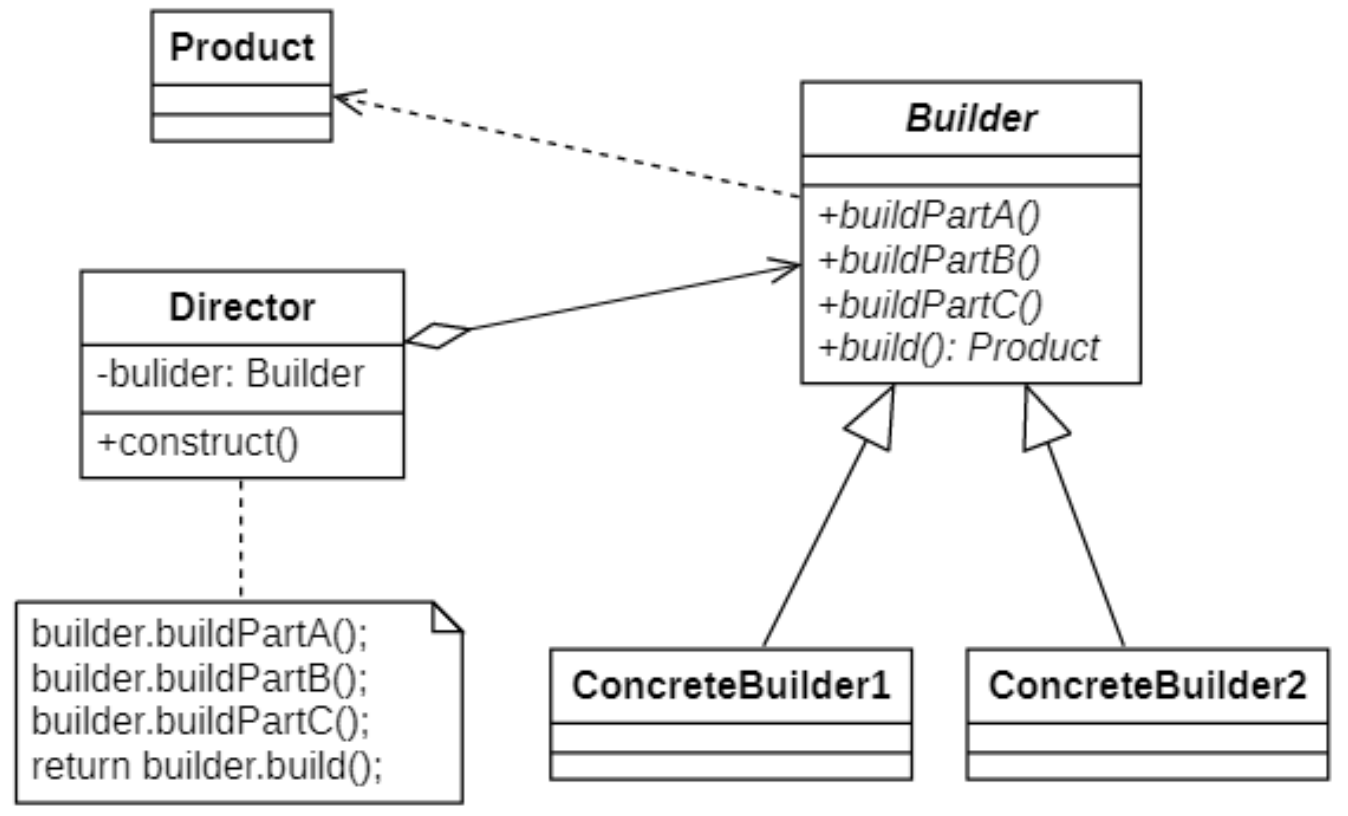 Product
Builder
+buildPartA()
+buildPartB()
+buildPartC()
+build(): Product
Director
-bulider: Builder
+construct()
builder.buildPartA();
builder.buildPartB();
builder.buildPartC();
return builder.build();
ConcreteBuilder1
ConcreteBuilder2